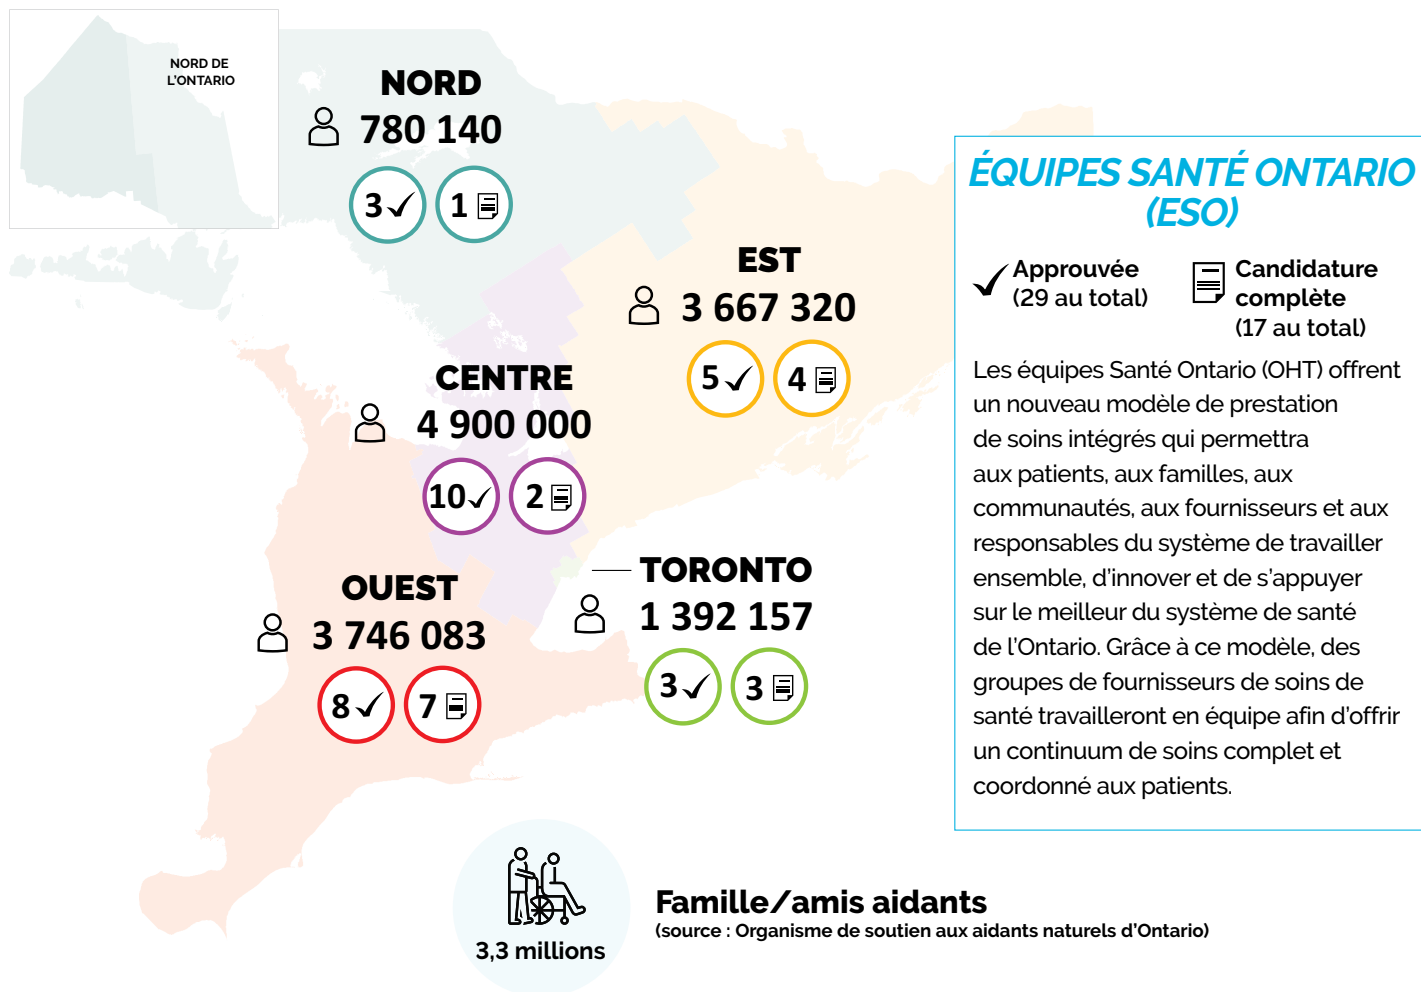 NORD DE
L'ONTARIO
NORD
780 140
3
1
EST
3 667 320
5
4
CENTRE
4 900 000
10
2
OUEST
3 746 083
8
7
TORONTO
1 392 157
3
3
ÉQUIPES SANTÉ ONTARIO
(ESO)
Approuvée
(29 au total)
Candidature
complète
(17 au total)
Les équipes Santé Ontario (OHT) offrent
un nouveau modèle de prestation
de soins intégrés qui permettra
aux patients, aux familles, aux
communautés, aux fournisseurs et aux
responsables du système de travailler
ensemble, d'innover et de s'appuyer
sur le meilleur du système de santé
de l'Ontario. Grâce à ce modèle, des
groupes de fournisseurs de soins de
santé travailleront en équipe afin d'offrir
un continuum de soins complet et
coordonné aux patients.
3,3 millions
Famille/amis aidants
(source : Organisme de soutien aux aidants naturels d'Ontario)